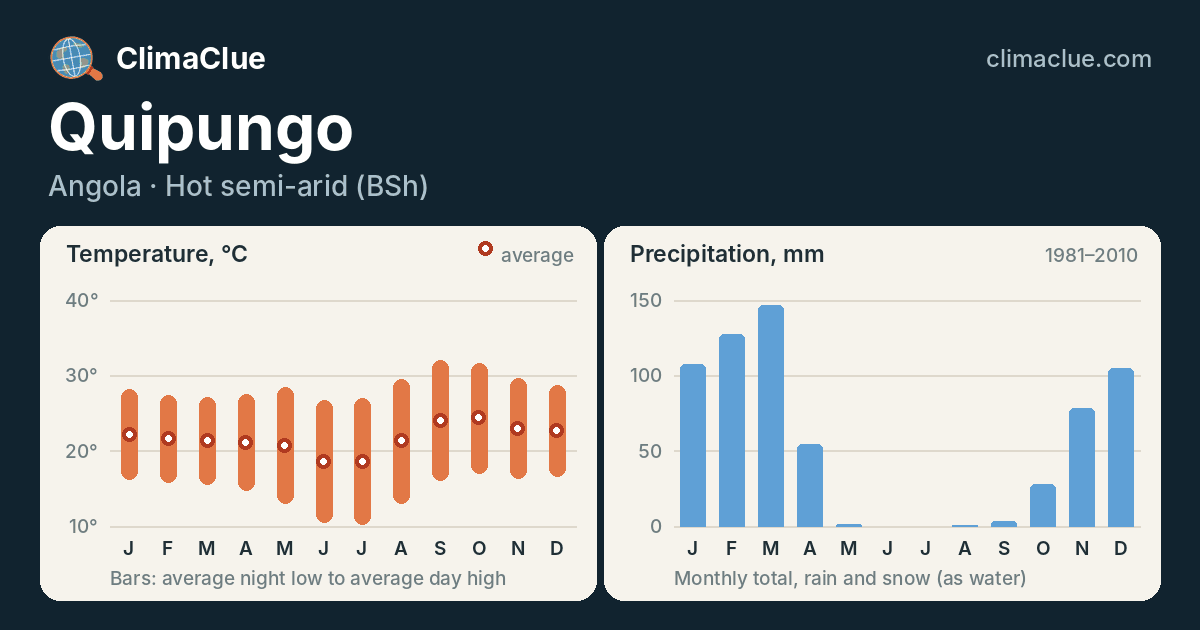 ClimaClue
climaclue.com
Quipungo
Angola · Hot semi-arid (BSh)
Temperature, °C
average
40°
30°
20°
10°
J F M A M J J A S O N D
Bars: average night low to average day high
Precipitation, mm
1981–2010
150
100
50
0
J F M A M J J A S O N D
Monthly total, rain and snow (as water)